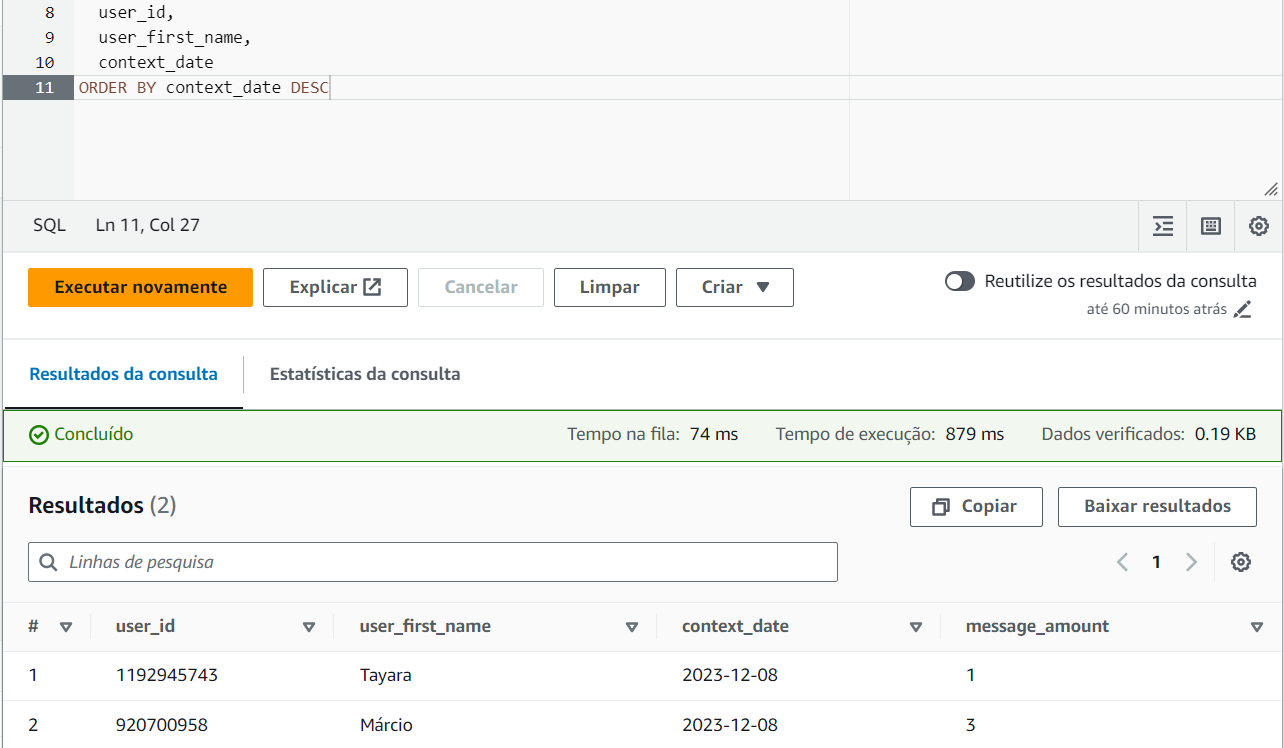 8 user_id,
9 user_first_name,
10 context_date
11 ORDER BY context_date DESC
SQL Ln 11, Col 27
Executar novamente Explicar Cancelar Limpar Criar Reutilize os resultados da consulta
até 60 minutos atrás
Resultados da consulta Estatísticas da consulta
Concluído Tempo na fila: 74 ms Tempo de execução: 879 ms Dados verificados: 0.19 KB
Resultados (2) Copiar Baixar resultados
Linhas de pesquisa 1
# user_id user_first_name context_date message_amount
1 1192945743 Tayara 2023-12-08 1
2 920700958 Márcio 2023-12-08 3